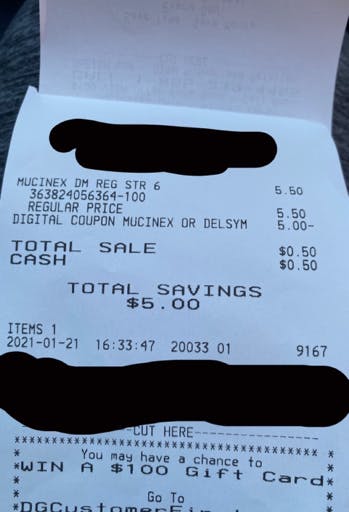 MUCINEX DM REG STR 6 5.50
363824056364-100
REGULAR PRICE 5.50
DIGITAL COUPON MUCINEX OR DELSYM 5.00-
TOTAL SALE $0.50
CASH $0.50
TOTAL SAVINGS
$5.00
ITEMS 1
2021-01-21 16:33:47 20033 01 9167
-CUT HERE-
You may have a chance to
*WIN A $100 Gift Card*
Go To